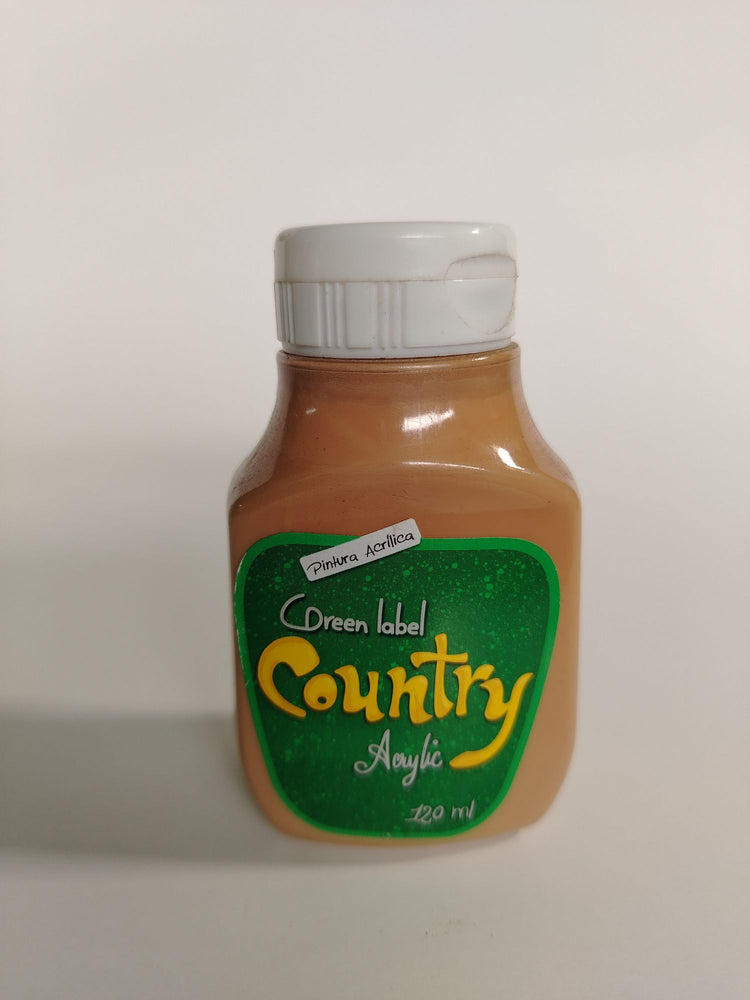 Pintura Acrílica
Green label
Country
Acrylic
120 ml